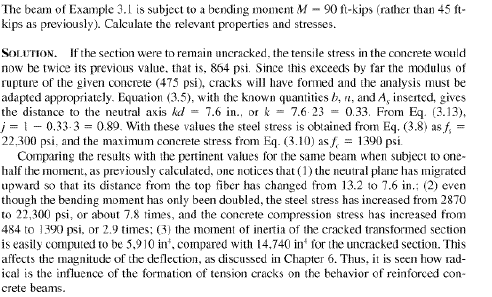 The beam of Example 3.1 is subject to a bending moment M = 90 ft-kips (rather than 45 ft-
kips as previously). Calculate the relevant properties and stresses.
SOLUTION. If the section were to remain uncracked, the tensile stress in the concrete would
now be twice its previous value, that is, 864 psi. Since this exceeds by far the modulus of
rupture of the given concrete (475 psi), cracks will have formed and the analysis must be
adapted appropriately. Equation (3.5), with the known quantities b, n, and Aₛ inserted, gives
the distance to the neutral axis kd = 7.6 in., or k = 7.6/23 = 0.33. From Eq. (3.13),
j = 1 − 0.33/3 = 0.89. With these values the steel stress is obtained from Eq. (3.8) as fₛ =
22,300 psi, and the maximum concrete stress from Eq. (3.10) as f꜀ = 1390 psi.
Comparing the results with the pertinent values for the same beam when subject to one-
half the moment, as previously calculated, one notices that (1) the neutral plane has migrated
upward so that its distance from the top fiber has changed from 13.2 to 7.6 in.; (2) even
though the bending moment has only been doubled, the steel stress has increased from 2870
to 22,300 psi, or about 7.8 times, and the concrete compression stress has increased from
484 to 1390 psi, or 2.9 times; (3) the moment of inertia of the cracked transformed section
is easily computed to be 5,910 in⁴, compared with 14,740 in⁴ for the uncracked section. This
affects the magnitude of the deflection, as discussed in Chapter 6. Thus, it is seen how rad-
ical is the influence of the formation of tension cracks on the behavior of reinforced con-
crete beams.